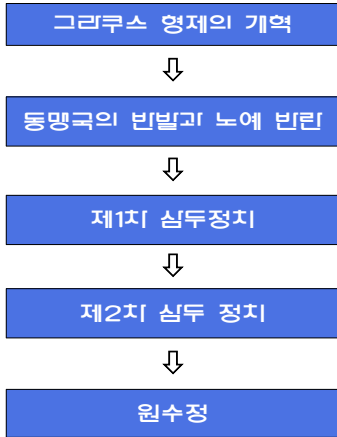 그라쿠스 형제의 개혁
동맹국의 반발과 노예 반란
제1차 삼두정치
제2차 삼두 정치
원수정